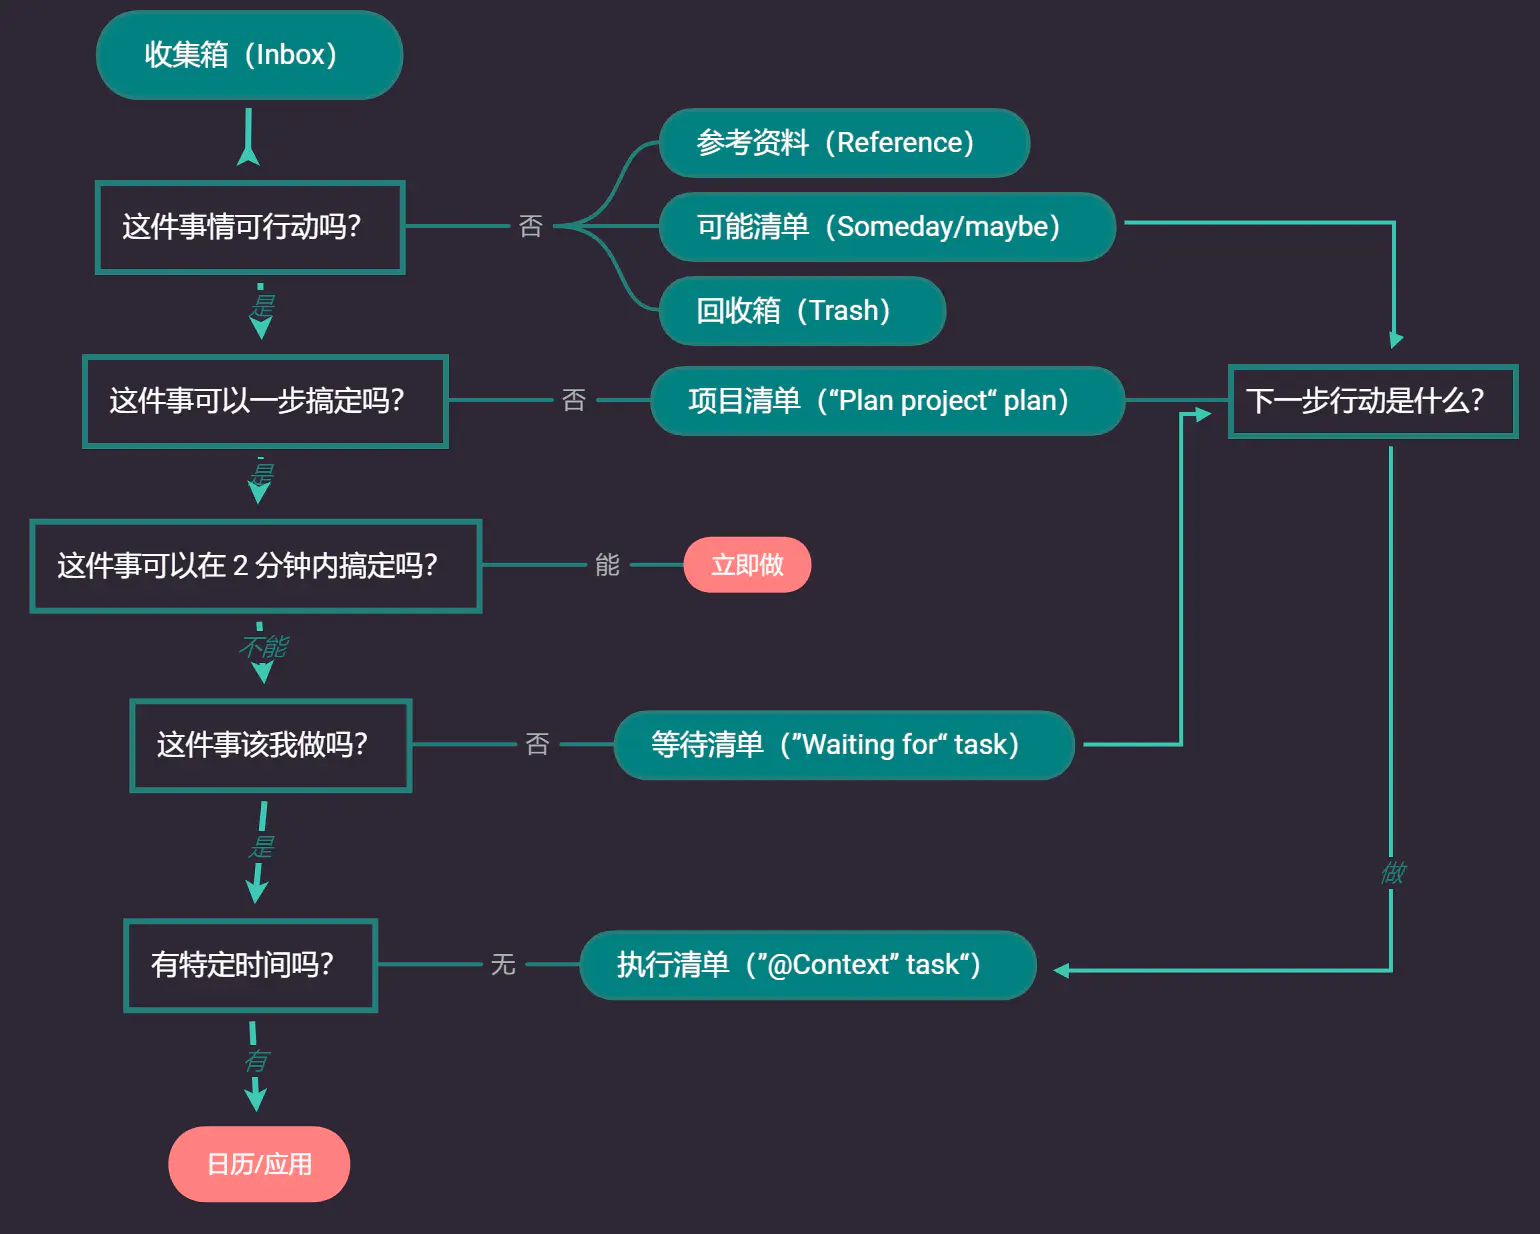 收集箱（Inbox）
参考资料（Reference）
这件事情可行动吗？
否
可能清单（Someday/maybe）
是
回收箱（Trash）
这件事可以一步搞定吗？
否
项目清单（“Plan project“ plan）
下一步行动是什么？
是
这件事可以在 2 分钟内搞定吗？
能
立即做
不能
这件事该我做吗？
否
等待清单（”Waiting for“ task）
是
做
有特定时间吗？
无
执行清单（”@Context” task“）
有
日历/应用